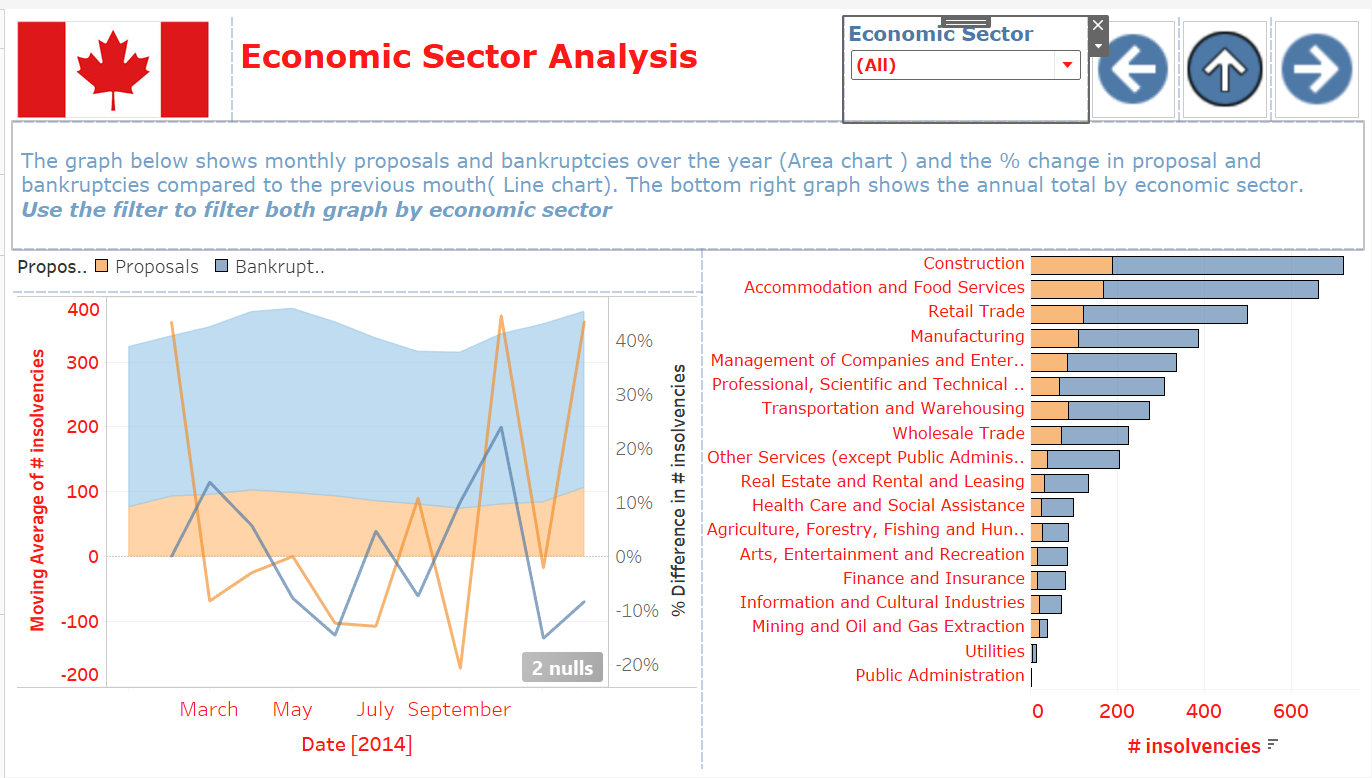 Economic Sector Analysis
Economic Sector
(All)
The graph below shows monthly proposals and bankruptcies over the year (Area chart ) and the % change in proposal and
bankruptcies compared to the previous mouth( Line chart). The bottom right graph shows the annual total by economic sector.
Use the filter to filter both graph by economic sector
Propos.. Proposals Bankrupt..
Moving Average of # insolvencies
400
300
200
100
0
-100
-200
40%
30%
20%
10%
0%
-10%
-20%
% Difference in # insolvencies
2 nulls
March May July September
Date [2014]
Construction
Accommodation and Food Services
Retail Trade
Manufacturing
Management of Companies and Enter..
Professional, Scientific and Technical ..
Transportation and Warehousing
Wholesale Trade
Other Services (except Public Adminis..
Real Estate and Rental and Leasing
Health Care and Social Assistance
Agriculture, Forestry, Fishing and Hun..
Arts, Entertainment and Recreation
Finance and Insurance
Information and Cultural Industries
Mining and Oil and Gas Extraction
Utilities
Public Administration
0 200 400 600
# insolvencies